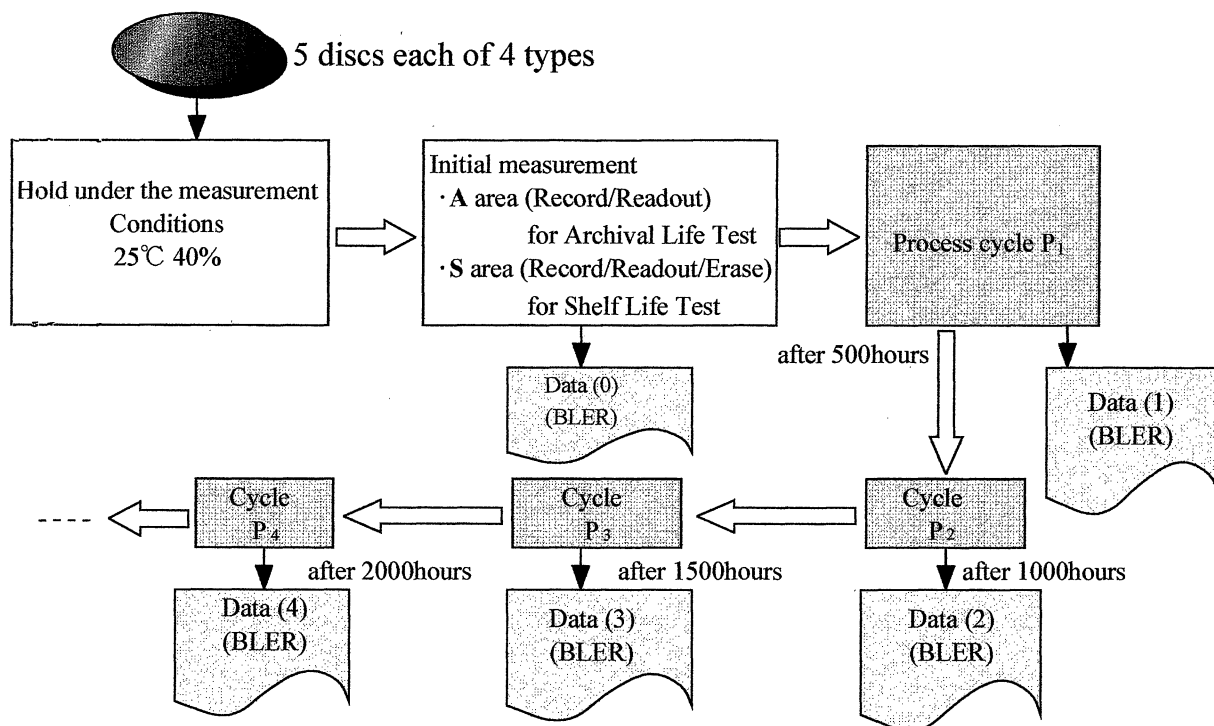 5 discs each of 4 types
Hold under the measurement
Conditions
25℃ 40%
Initial measurement
・A area (Record/Readout)
for Archival Life Test
・S area (Record/Readout/Erase)
for Shelf Life Test
Process cycle P1
after 500hours
Data (0)
(BLER)
Data (1)
(BLER)
Cycle
P4
Cycle
P3
Cycle
P2
after 2000hours
after 1500hours
after 1000hours
Data (4)
(BLER)
Data (3)
(BLER)
Data (2)
(BLER)